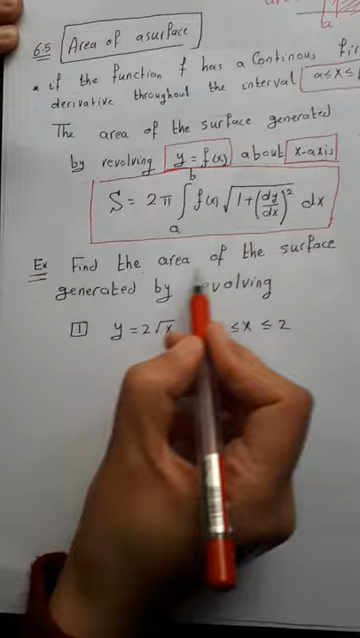 6.5 Area of a surface
* if the function f has a Continous
derivative throughout the interval a ≤ x ≤
The area of the surface generated
by revolving y = f(x) about x-axis
S = 2π ∫_a^b f(x) √(1+(dy/dx)²) dx
Ex Find the area of the surface
generated by revolving
1 y = 2√x ≤ x ≤ 2
a